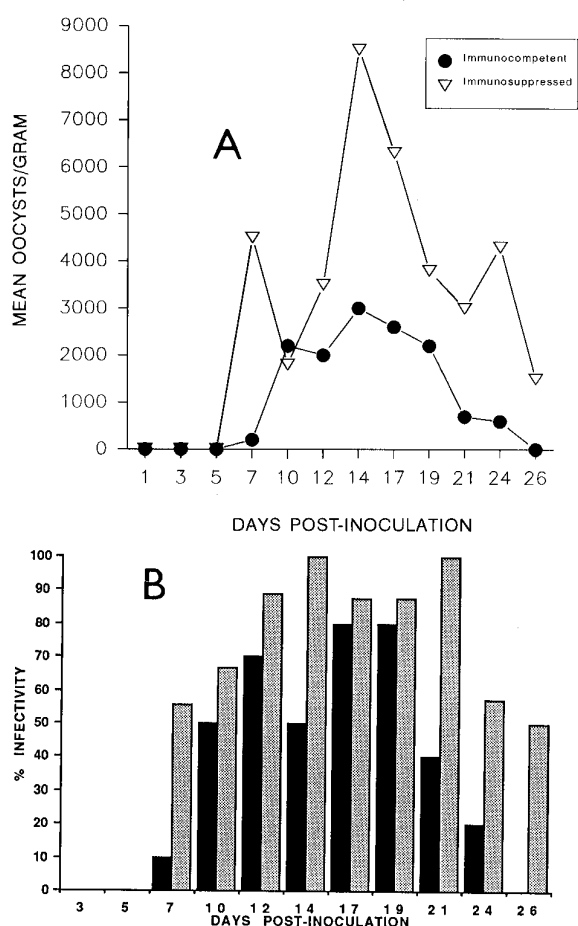 9000
8000
7000
6000
5000
4000
3000
2000
1000
0
MEAN OOCYSTS/GRAM
A
Immunocompetent
Immunosuppressed
1 3 5 7 10 12 14 17 19 21 24 26
DAYS POST-INOCULATION
B
100
90
80
70
60
50
40
30
20
10
0
% INFECTIVITY
3 5 7 10 12 14 17 19 21 24 26
DAYS POST-INOCULATION